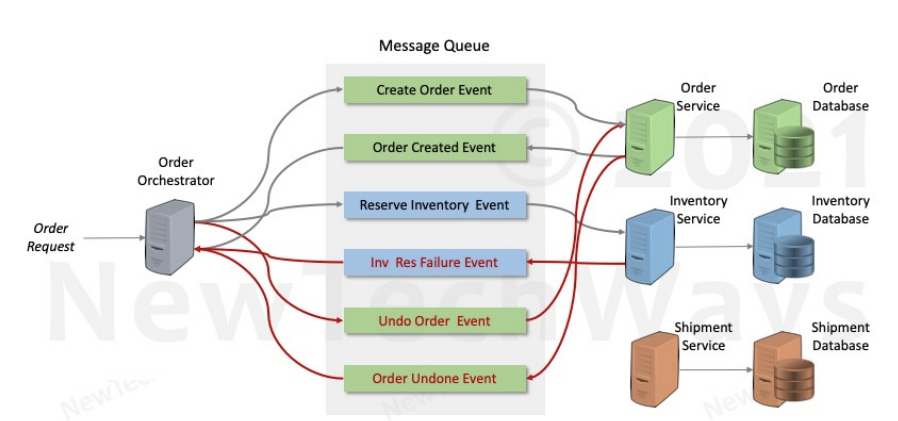 Message Queue
Create Order Event
Order Created Event
Reserve Inventory Event
Inv Res Failure Event
Undo Order Event
Order Undone Event
Order
Orchestrator
Order
Request
Order
Service
Order
Database
Inventory
Service
Inventory
Database
Shipment
Service
Shipment
Database
© 2021
NewTechWays
NewTec
New